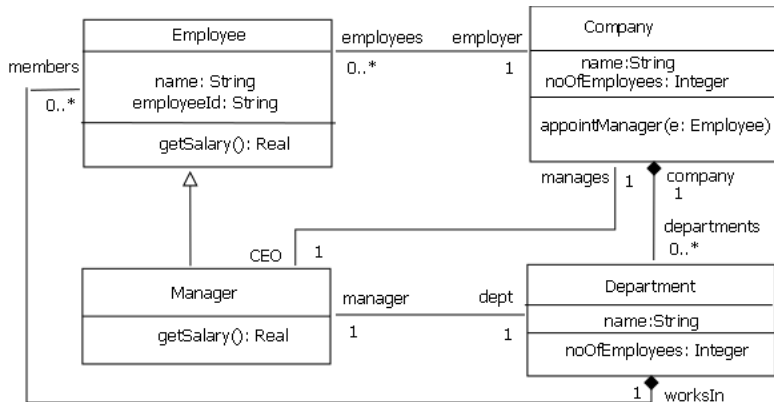 Employee
name: String
employeeId: String
getSalary(): Real
members
0..*
employees
0..*
employer
1
Company
name:String
noOfEmployees: Integer
appointManager(e: Employee)
manages
1
company
1
departments
0..*
CEO
1
Manager
getSalary(): Real
manager
1
dept
1
Department
name:String
noOfEmployees: Integer
1
worksIn